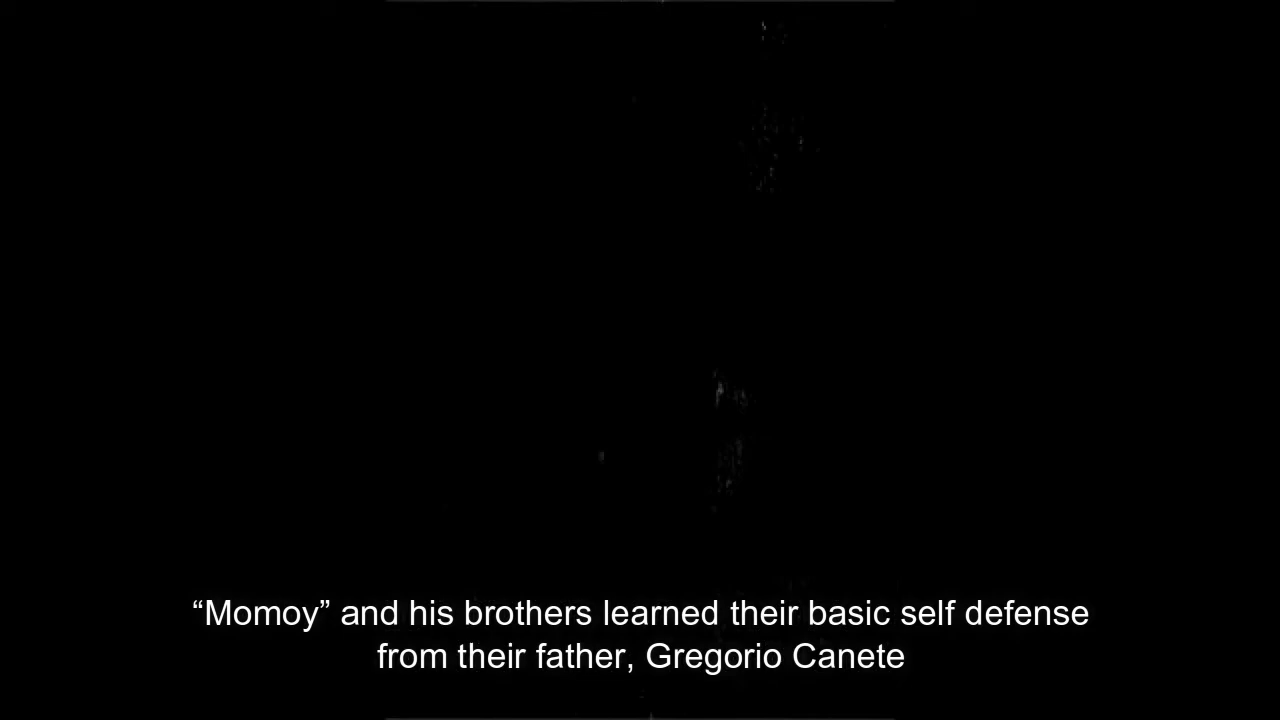 “Momoy” and his brothers learned their basic self defense
from their father, Gregorio Canete